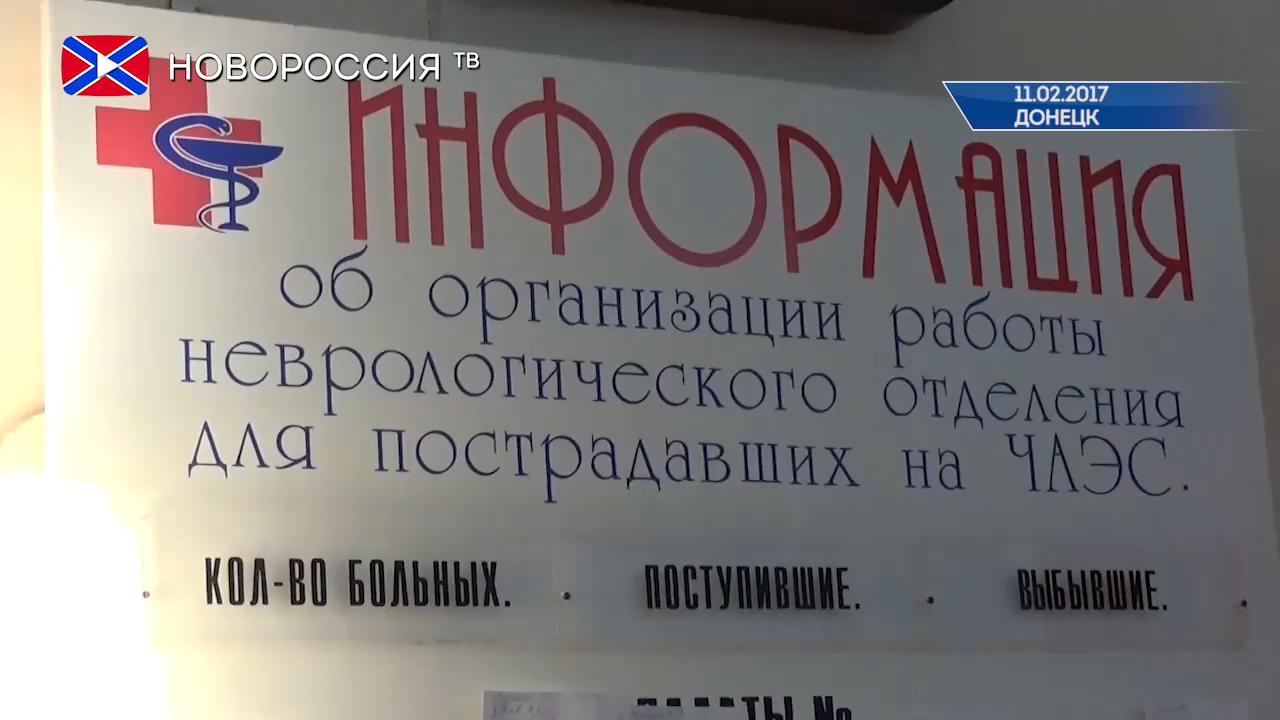 НОВОРОССИЯ ТВ
11.02.2017
ДОНЕЦК
ИНФОРМАЦИЯ
об организации работы
неврологического отделения
для пострадавших на ЧАЭС.
КОЛ-ВО БОЛЬНЫХ. ПОСТУПИВШИЕ. ВЫБЫВШИЕ.
№